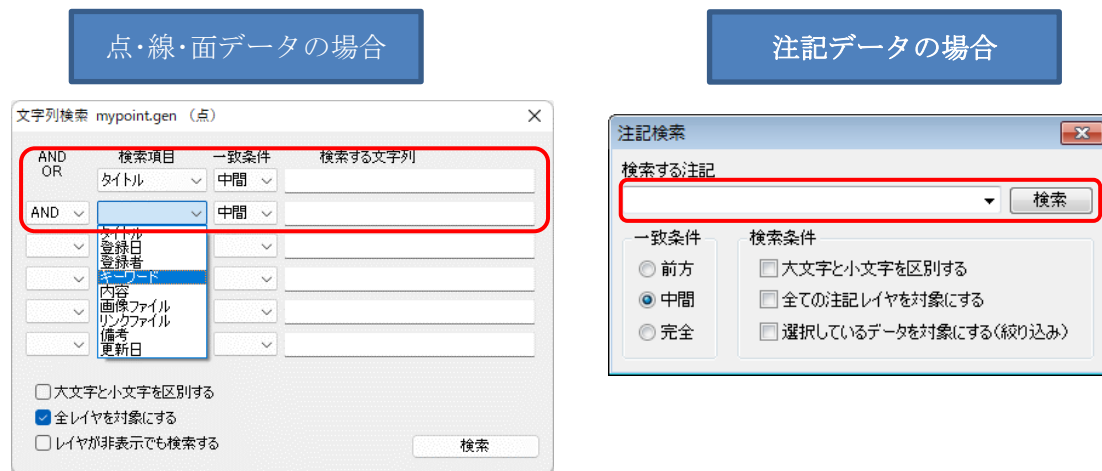 点･線･面データの場合
文字列検索 mypoint.gen （点）
AND
OR
検索項目 一致条件 検索する文字列
タイトル 中間
AND 中間
タイトル
登録日
登録者
キーワード
内容
画像ファイル
リンクファイル
備考
更新日
大文字と小文字を区別する
全レイヤを対象にする
レイヤが非表示でも検索する
検索
注記データの場合
注記検索
検索する注記
検索
一致条件
前方
中間
完全
検索条件
大文字と小文字を区別する
全ての注記レイヤを対象にする
選択しているデータを対象にする(絞り込み)